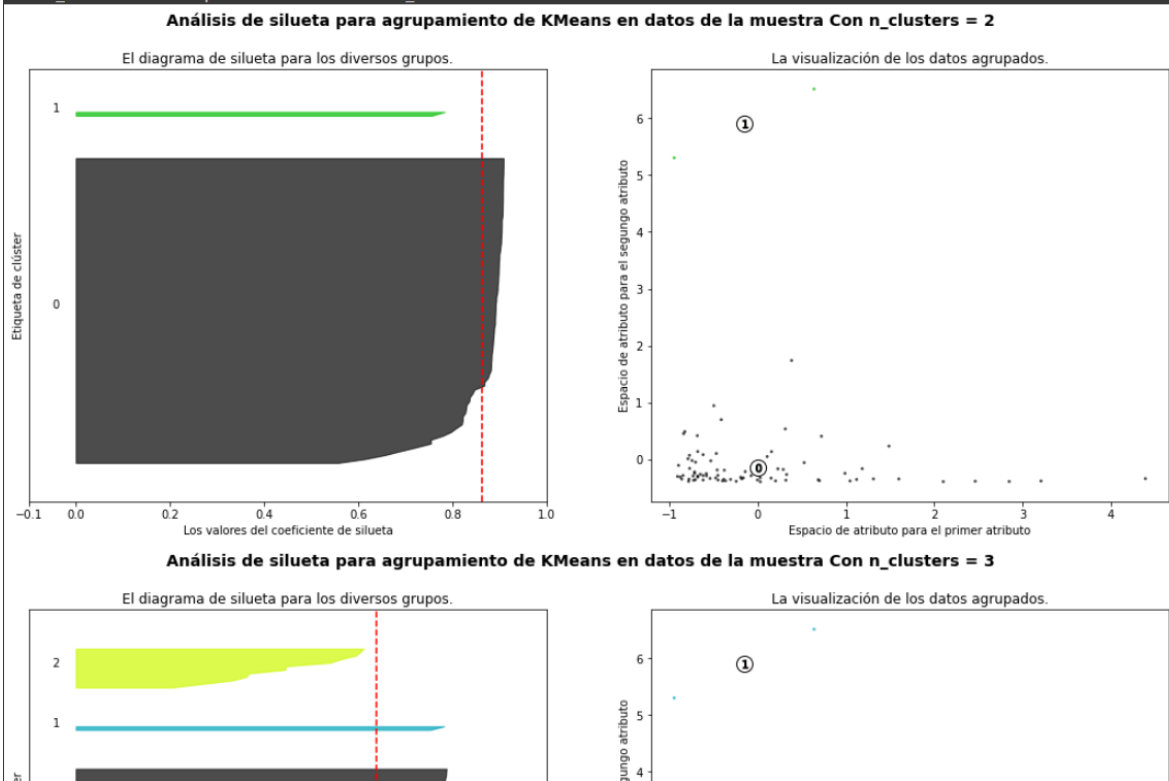 Análisis de silueta para agrupamiento de KMeans en datos de la muestra Con n_clusters = 2
El diagrama de silueta para los diversos grupos.
1
0
Etiqueta de clúster
−0.1 0.0 0.2 0.4 0.6 0.8 1.0
Los valores del coeficiente de silueta
La visualización de los datos agrupados.
6
5
4
3
2
1
0
1
0
Espacio de atributo para el segungo atributo
−1 0 1 2 3 4
Espacio de atributo para el primer atributo
Análisis de silueta para agrupamiento de KMeans en datos de la muestra Con n_clusters = 3
El diagrama de silueta para los diversos grupos.
2
1
La visualización de los datos agrupados.
6
5
4
1
atributo